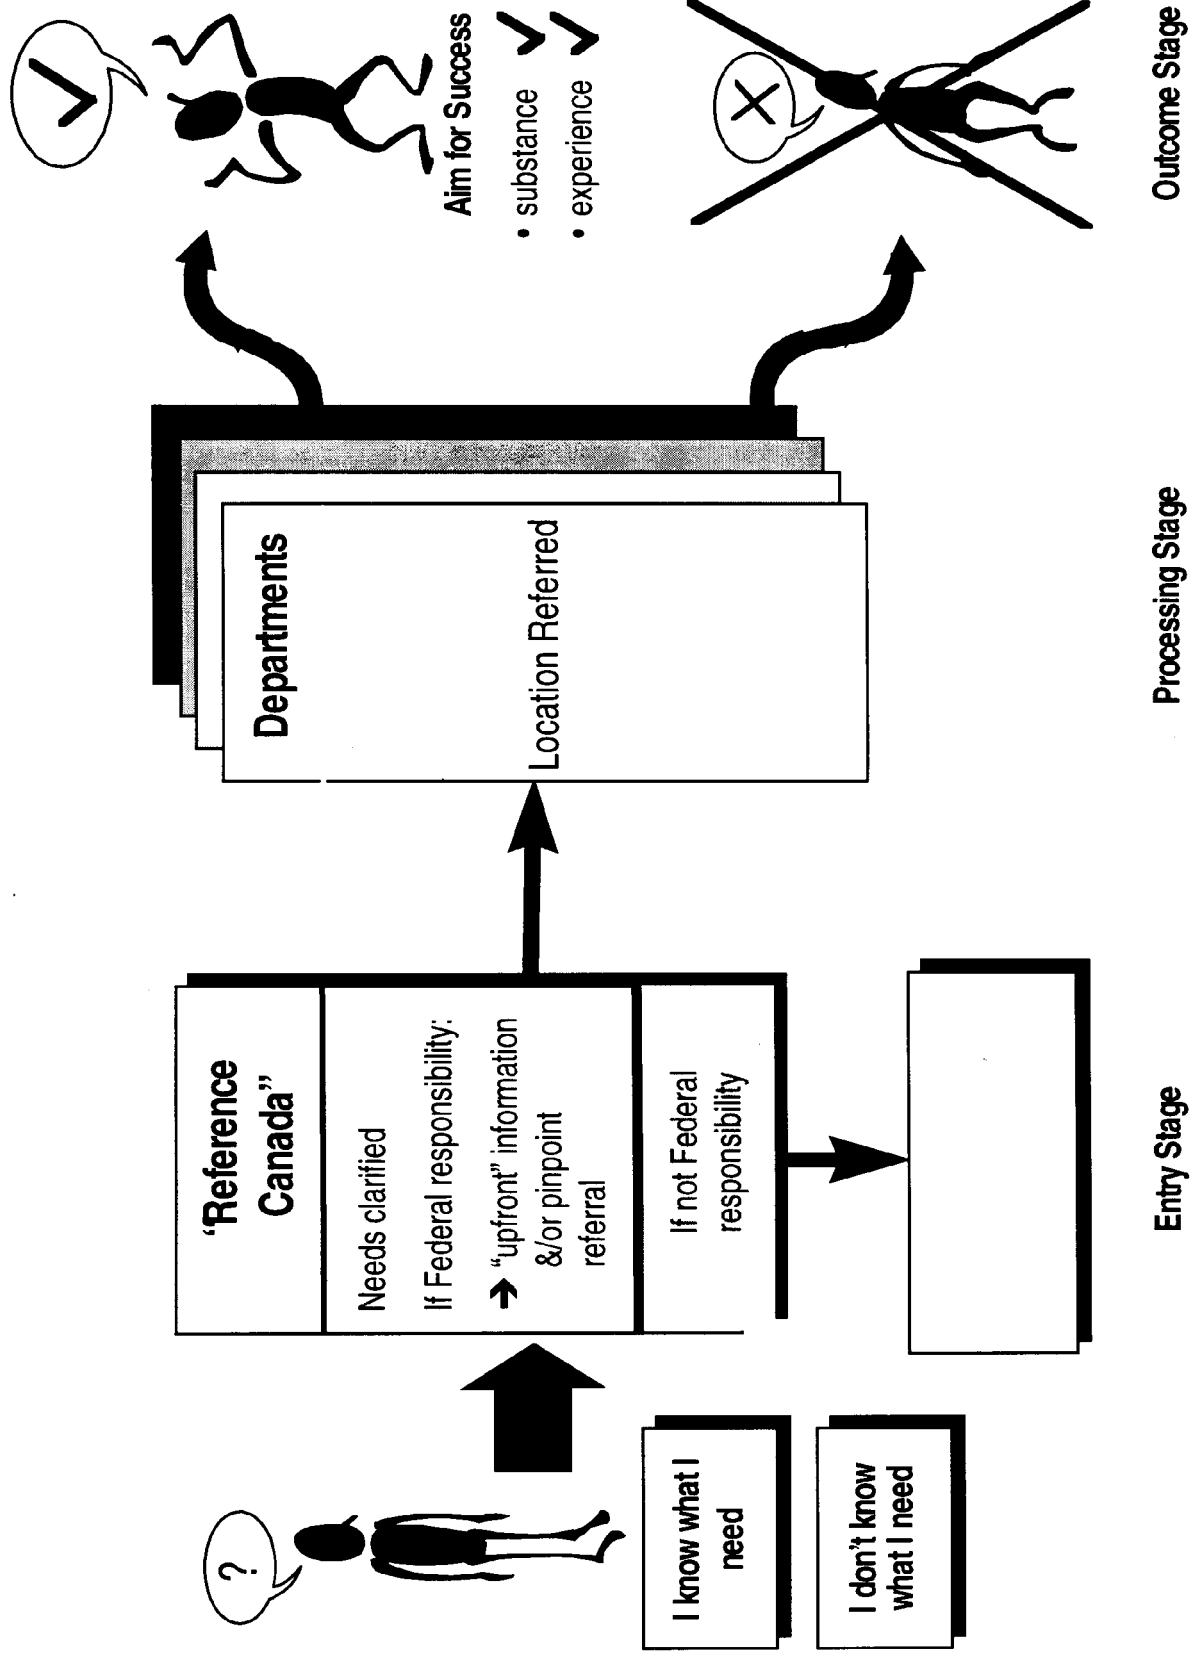 ?
I know what I
need
I don't know
what I need
"Reference
Canada"
Needs clarified
If Federal responsibility:
➔ "upfront" information
&/or pinpoint
referral
If not Federal
responsibility
Departments
Location Referred
Aim for Success
• substance ✓
• experience ✓
Entry Stage
Processing Stage
Outcome Stage